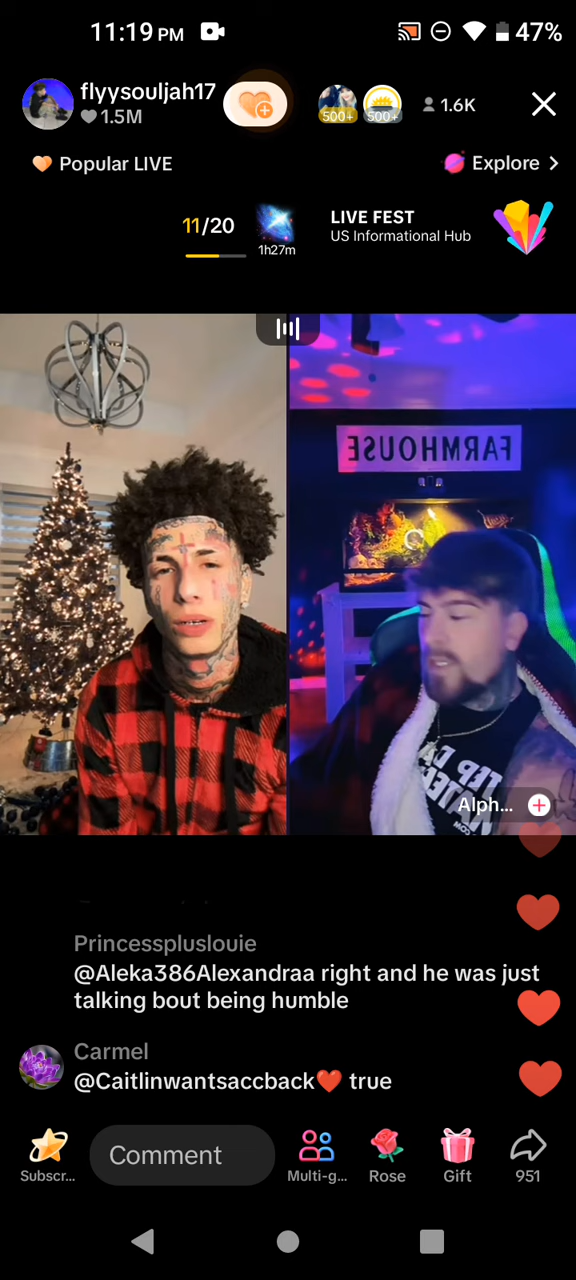 11:19 PM
47%
flyysouljah17
1.5M
500+
500+
1.6K
Popular LIVE
Explore >
11/20
1h27m
LIVE FEST
US Informational Hub
FARMHOUSE
Alph...
Princesspluslouie
@Aleka386Alexandraa right and he was just
talking bout being humble
Carmel
@Caitlinwantsaccback❤️ true
Subscr...
Comment
Multi-g...
Rose
Gift
951